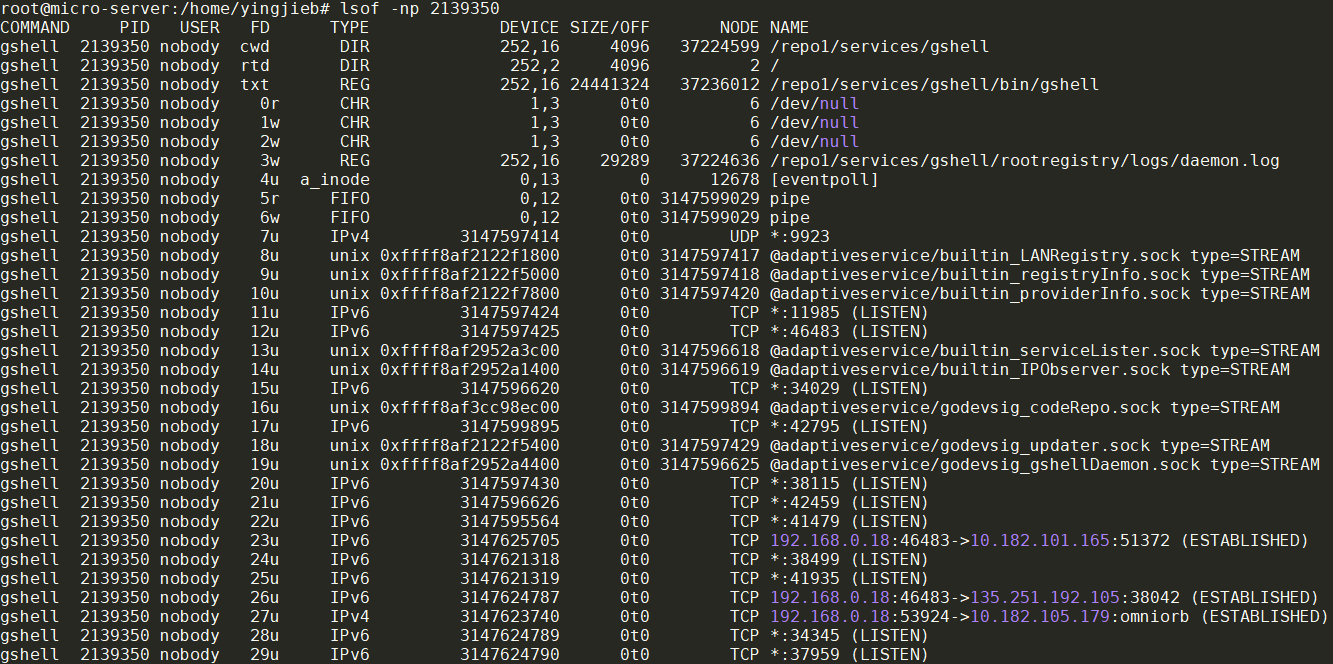 root@micro-server:/home/yingjieb# lsof -np 2139350
COMMAND     PID   USER   FD      TYPE             DEVICE SIZE/OFF       NODE NAME
gshell  2139350 nobody  cwd       DIR             252,16     4096   37224599 /repo1/services/gshell
gshell  2139350 nobody  rtd       DIR              252,2     4096          2 /
gshell  2139350 nobody  txt       REG             252,16 24441324   37236012 /repo1/services/gshell/bin/gshell
gshell  2139350 nobody    0r      CHR                1,3      0t0          6 /dev/null
gshell  2139350 nobody    1w      CHR                1,3      0t0          6 /dev/null
gshell  2139350 nobody    2w      CHR                1,3      0t0          6 /dev/null
gshell  2139350 nobody    3w      REG             252,16    29289   37224636 /repo1/services/gshell/rootregistry/logs/daemon.log
gshell  2139350 nobody    4u  a_inode               0,13        0      12678 [eventpoll]
gshell  2139350 nobody    5r     FIFO               0,12      0t0 3147599029 pipe
gshell  2139350 nobody    6w     FIFO               0,12      0t0 3147599029 pipe
gshell  2139350 nobody    7u     IPv4         3147597414      0t0        UDP *:9923
gshell  2139350 nobody    8u     unix 0xffff8af2122f1800      0t0 3147597417 @adaptiveservice/builtin_LANRegistry.sock type=STREAM
gshell  2139350 nobody    9u     unix 0xffff8af2122f5000      0t0 3147597418 @adaptiveservice/builtin_registryInfo.sock type=STREAM
gshell  2139350 nobody   10u     unix 0xffff8af2122f7800      0t0 3147597420 @adaptiveservice/builtin_providerInfo.sock type=STREAM
gshell  2139350 nobody   11u     IPv6         3147597424      0t0        TCP *:11985 (LISTEN)
gshell  2139350 nobody   12u     IPv6         3147597425      0t0        TCP *:46483 (LISTEN)
gshell  2139350 nobody   13u     unix 0xffff8af2952a3c00      0t0 3147596618 @adaptiveservice/builtin_serviceLister.sock type=STREAM
gshell  2139350 nobody   14u     unix 0xffff8af2952a1400      0t0 3147596619 @adaptiveservice/builtin_IPObserver.sock type=STREAM
gshell  2139350 nobody   15u     IPv6         3147596620      0t0        TCP *:34029 (LISTEN)
gshell  2139350 nobody   16u     unix 0xffff8af3cc98ec00      0t0 3147599894 @adaptiveservice/godevsig_codeRepo.sock type=STREAM
gshell  2139350 nobody   17u     IPv6         3147599895      0t0        TCP *:42795 (LISTEN)
gshell  2139350 nobody   18u     unix 0xffff8af2122f5400      0t0 3147597429 @adaptiveservice/godevsig_updater.sock type=STREAM
gshell  2139350 nobody   19u     unix 0xffff8af2952a4400      0t0 3147596625 @adaptiveservice/godevsig_gshellDaemon.sock type=STREAM
gshell  2139350 nobody   20u     IPv6         3147597430      0t0        TCP *:38115 (LISTEN)
gshell  2139350 nobody   21u     IPv6         3147596626      0t0        TCP *:42459 (LISTEN)
gshell  2139350 nobody   22u     IPv6         3147595564      0t0        TCP *:41479 (LISTEN)
gshell  2139350 nobody   23u     IPv6         3147625705      0t0        TCP 192.168.0.18:46483->10.182.101.165:51372 (ESTABLISHED)
gshell  2139350 nobody   24u     IPv6         3147621318      0t0        TCP *:38499 (LISTEN)
gshell  2139350 nobody   25u     IPv6         3147621319      0t0        TCP *:41935 (LISTEN)
gshell  2139350 nobody   26u     IPv6         3147624787      0t0        TCP 192.168.0.18:46483->135.251.192.105:38042 (ESTABLISHED)
gshell  2139350 nobody   27u     IPv4         3147623740      0t0        TCP 192.168.0.18:53924->10.182.105.179:omniorb (ESTABLISHED)
gshell  2139350 nobody   28u     IPv6         3147624789      0t0        TCP *:34345 (LISTEN)
gshell  2139350 nobody   29u     IPv6         3147624790      0t0        TCP *:37959 (LISTEN)